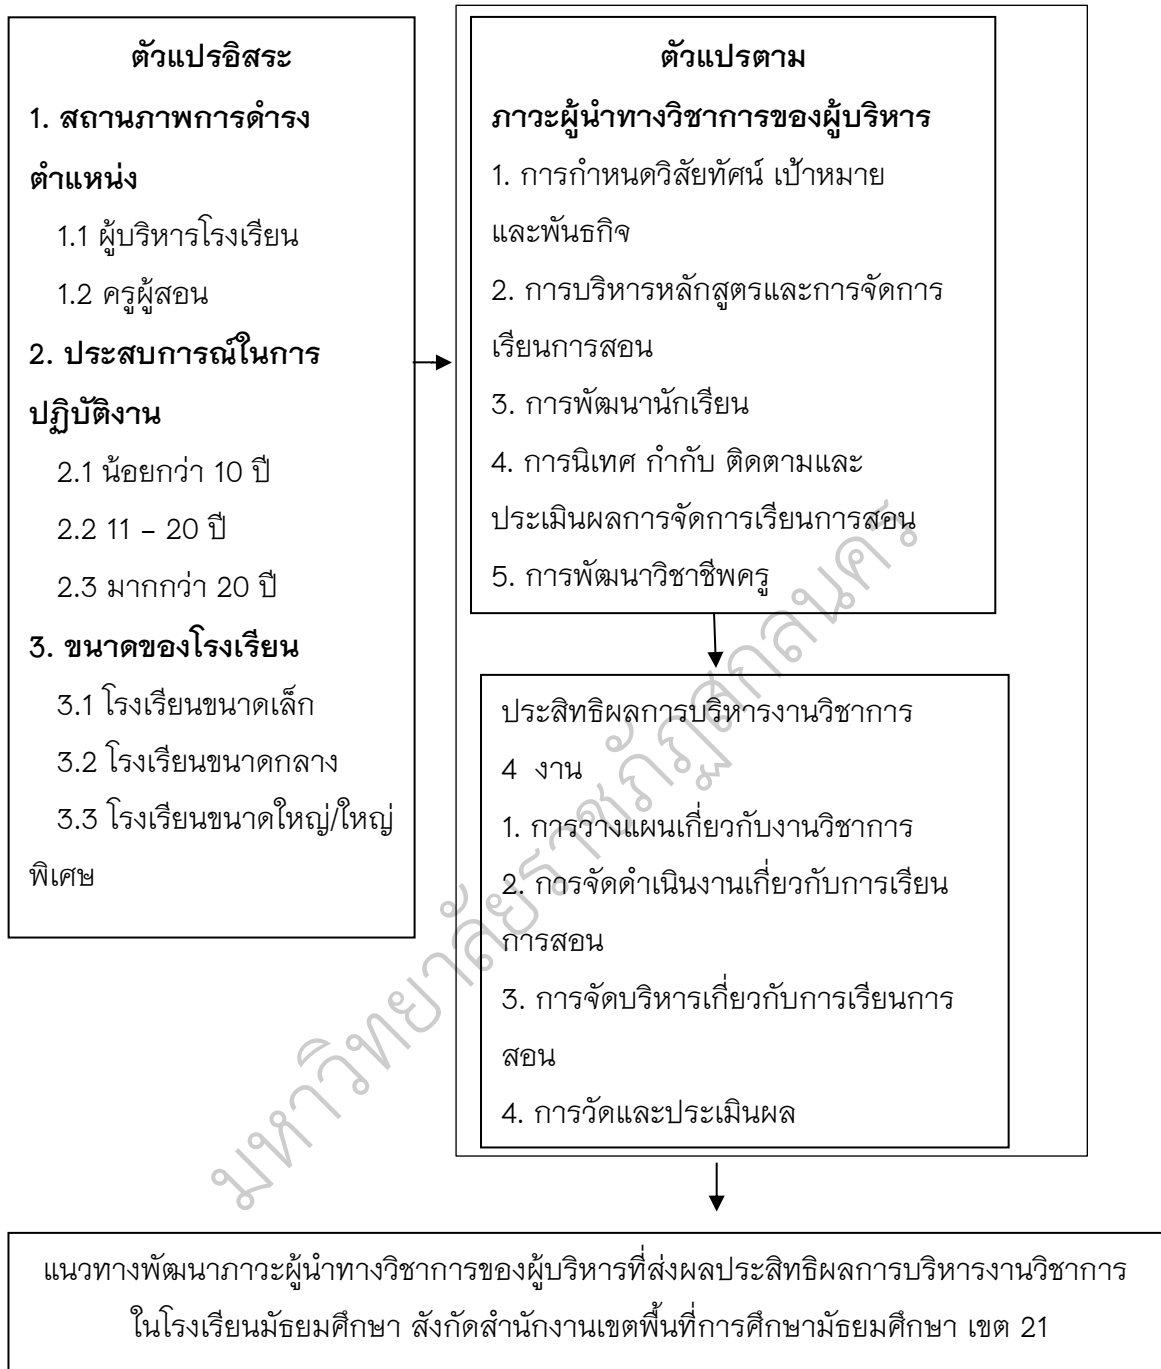 ตัวแปรอิสระ
1. สถานภาพการดำรง
ตำแหน่ง
1.1 ผู้บริหารโรงเรียน
1.2 ครูผู้สอน
2. ประสบการณ์ในการ
ปฏิบัติงาน
2.1 น้อยกว่า 10 ปี
2.2 11 – 20 ปี
2.3 มากกว่า 20 ปี
3. ขนาดของโรงเรียน
3.1 โรงเรียนขนาดเล็ก
3.2 โรงเรียนขนาดกลาง
3.3 โรงเรียนขนาดใหญ่/ใหญ่
พิเศษ
ตัวแปรตาม
ภาวะผู้นำทางวิชาการของผู้บริหาร
1. การกำหนดวิสัยทัศน์ เป้าหมาย
และพันธกิจ
2. การบริหารหลักสูตรและการจัดการ
เรียนการสอน
3. การพัฒนานักเรียน
4. การนิเทศ กำกับ ติดตามและ
ประเมินผลการจัดการเรียนการสอน
5. การพัฒนาวิชาชีพครู
ประสิทธิผลการบริหารงานวิชาการ
4 งาน
1. การวางแผนเกี่ยวกับงานวิชาการ
2. การจัดดำเนินงานเกี่ยวกับการเรียน
การสอน
3. การจัดบริหารเกี่ยวกับการเรียนการ
สอน
4. การวัดและประเมินผล
มหาวิทยาลัยราชภัฏสกลนคร
แนวทางพัฒนาภาวะผู้นำทางวิชาการของผู้บริหารที่ส่งผลประสิทธิผลการบริหารงานวิชาการ
ในโรงเรียนมัธยมศึกษา สังกัดสำนักงานเขตพื้นที่การศึกษามัธยมศึกษา เขต 21